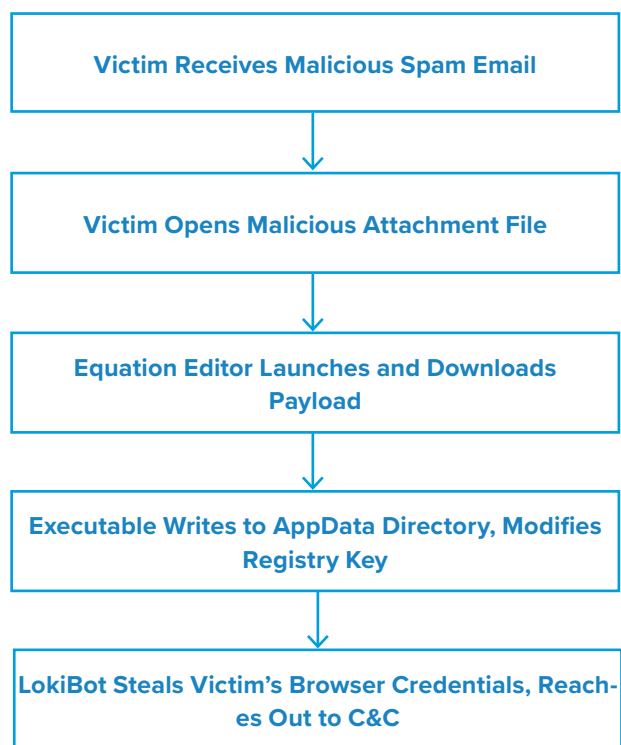 Victim Receives Malicious Spam Email
Victim Opens Malicious Attachment File
Equation Editor Launches and Downloads
Payload
Executable Writes to AppData Directory, Modifies
Registry Key
LokiBot Steals Victim’s Browser Credentials, Reach-
es Out to C&C